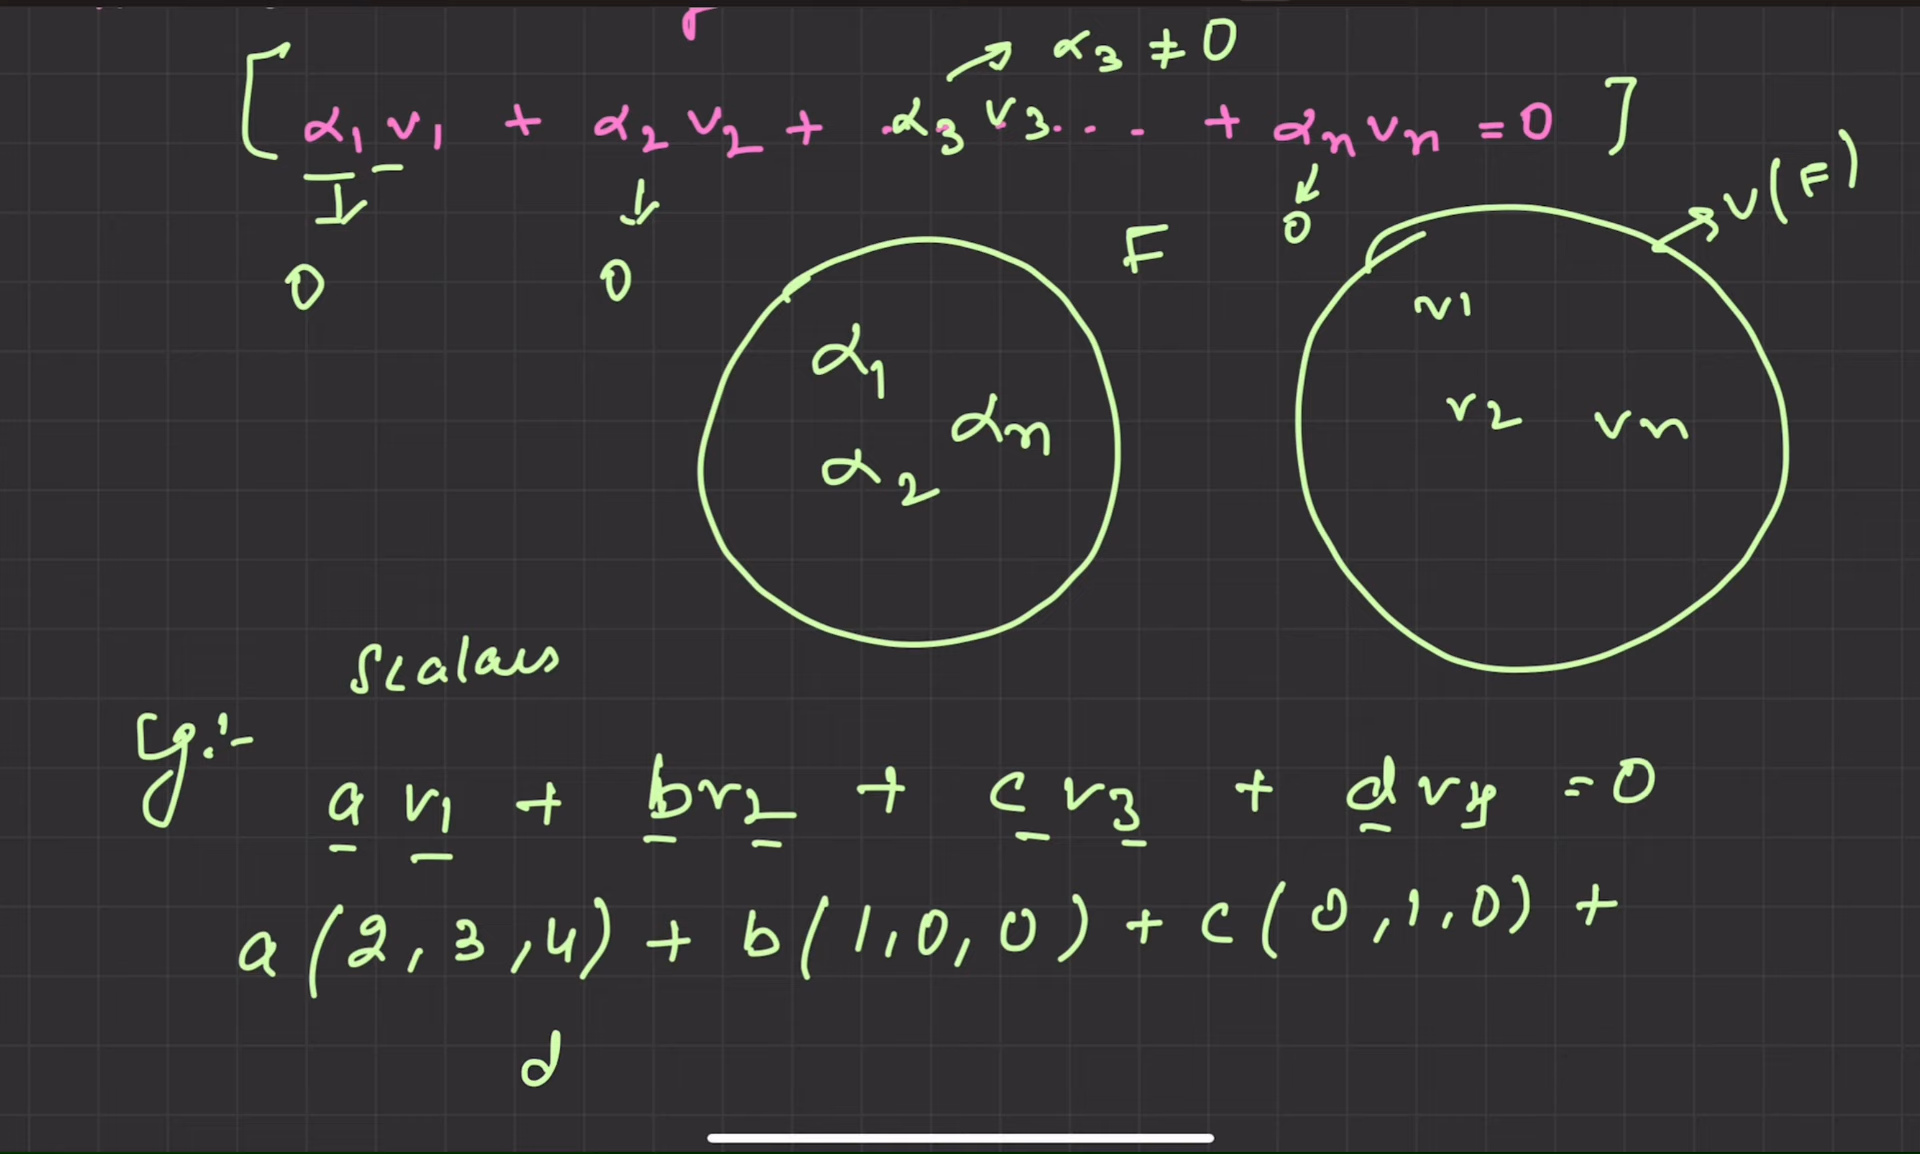 α3 ≠ 0
[α1 v1 + α2 v2 + α3 v3 ... + αn vn = 0]
0 0 0
F
V(F)
α1
α2
αn
v1
v2 vn
Scalars
Eg:-
a v1 + bv2 + c v3 + d v4 = 0
a(2,3,4) + b(1,0,0) + c(0,1,0) +
d